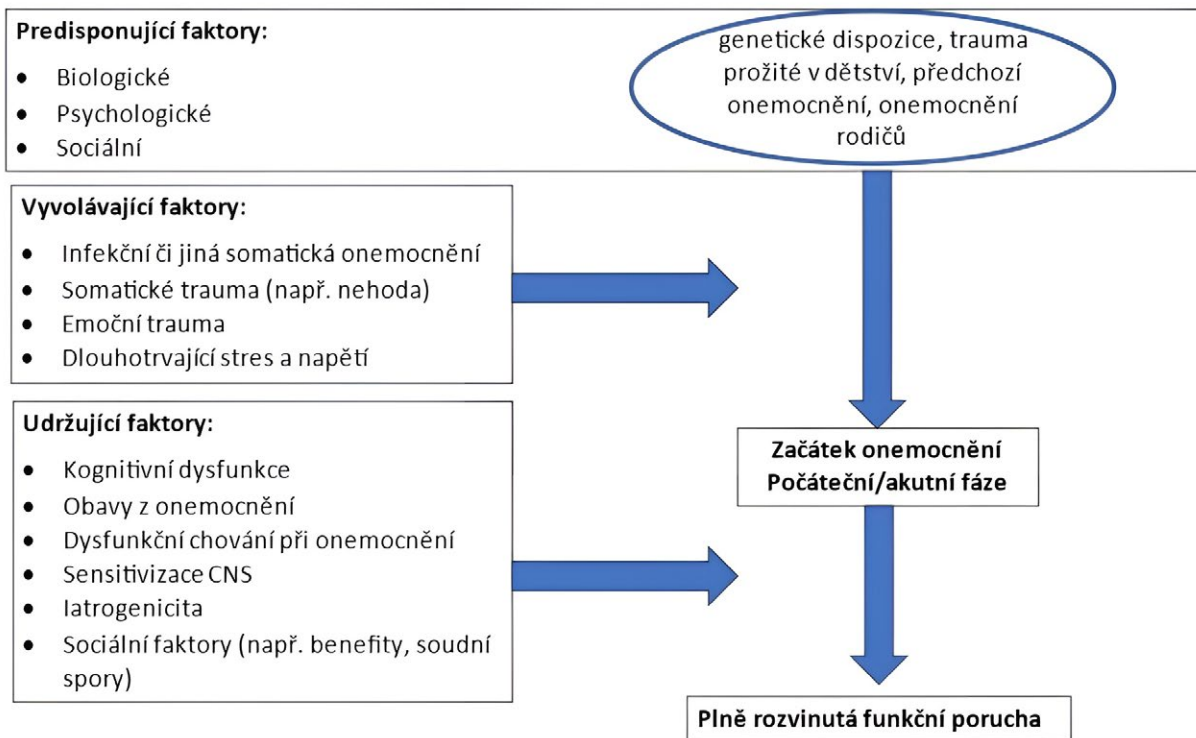 Predisponující faktory:
• Biologické
• Psychologické
• Sociální
genetické dispozice, trauma
prožité v dětství, předchozí
onemocnění, onemocnění
rodičů
Vyvolávající faktory:
• Infekční či jiná somatická onemocnění
• Somatické trauma (např. nehoda)
• Emoční trauma
• Dlouhotrvající stres a napětí
Udržující faktory:
• Kognitivní dysfunkce
• Obavy z onemocnění
• Dysfunkční chování při onemocnění
• Sensitivizace CNS
• Iatrogenicita
• Sociální faktory (např. benefity, soudní
spory)
Začátek onemocnění
Počáteční/akutní fáze
Plně rozvinutá funkční porucha